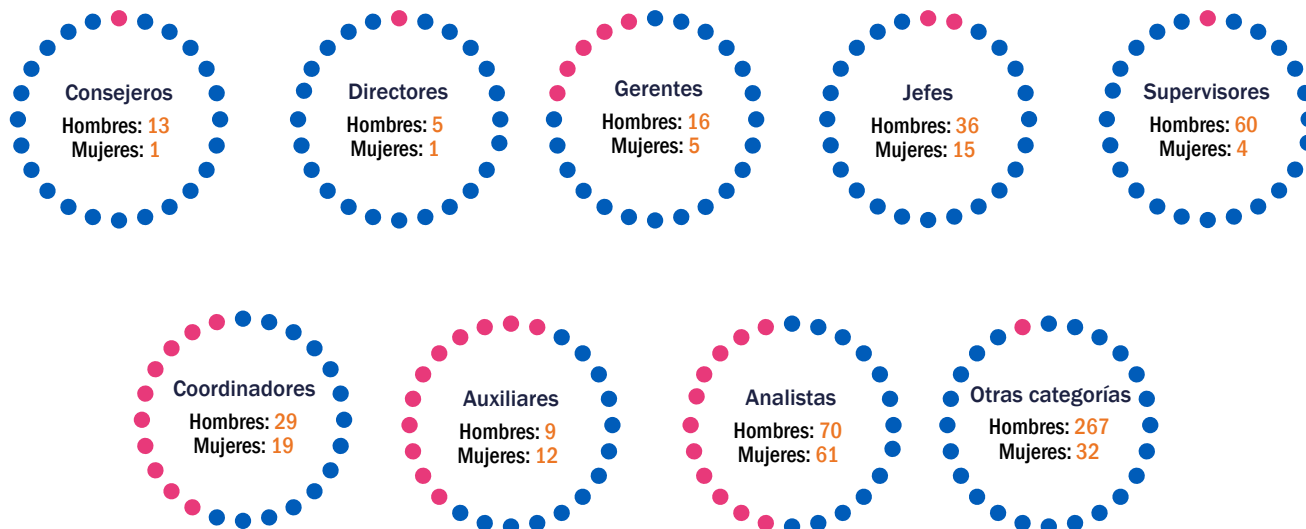 Consejeros
Hombres: 13
Mujeres: 1
Directores
Hombres: 5
Mujeres: 1
Gerentes
Hombres: 16
Mujeres: 5
Jefes
Hombres: 36
Mujeres: 15
Supervisores
Hombres: 60
Mujeres: 4
Coordinadores
Hombres: 29
Mujeres: 19
Auxiliares
Hombres: 9
Mujeres: 12
Analistas
Hombres: 70
Mujeres: 61
Otras categorías
Hombres: 267
Mujeres: 32